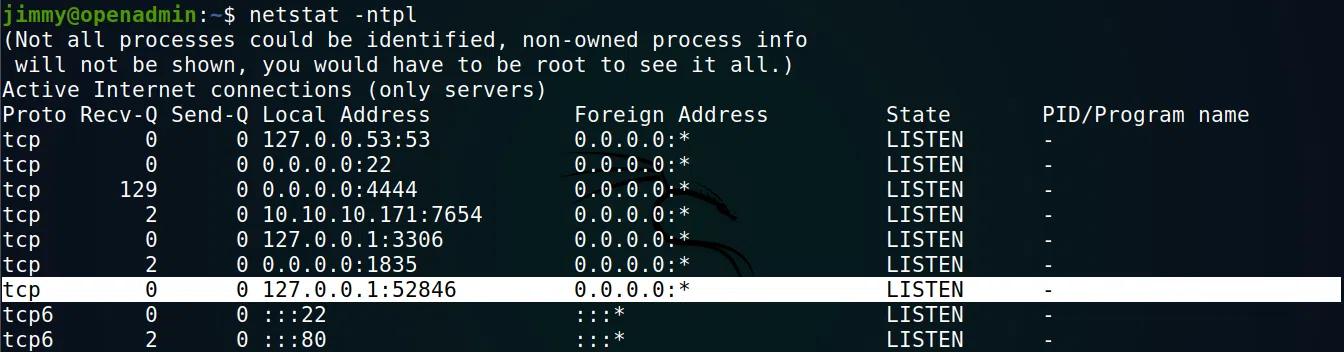 jimmy@openadmin:~$ netstat -ntpl
(Not all processes could be identified, non-owned process info
 will not be shown, you would have to be root to see it all.)
Active Internet connections (only servers)
Proto Recv-Q Send-Q Local Address           Foreign Address         State       PID/Program name
tcp        0      0 127.0.0.53:53           0.0.0.0:*               LISTEN      -
tcp        0      0 0.0.0.0:22              0.0.0.0:*               LISTEN      -
tcp      129      0 0.0.0.0:4444            0.0.0.0:*               LISTEN      -
tcp        2      0 10.10.10.171:7654       0.0.0.0:*               LISTEN      -
tcp        0      0 127.0.0.1:3306          0.0.0.0:*               LISTEN      -
tcp        2      0 0.0.0.0:1835            0.0.0.0:*               LISTEN      -
tcp        0      0 127.0.0.1:52846         0.0.0.0:*               LISTEN      -
tcp6       0      0 :::22                   :::*                    LISTEN      -
tcp6       2      0 :::80                   :::*                    LISTEN      -